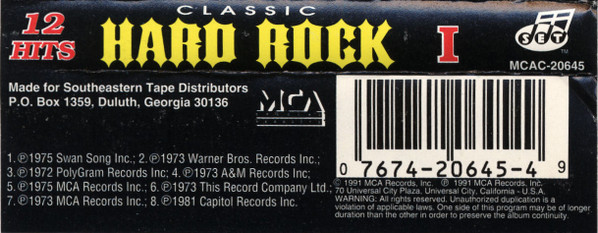 12
HITS
CLASSIC
HARD ROCK I
SET
TM
MCAC-20645
Made for Southeastern Tape Distributors
P.O. Box 1359, Duluth, Georgia 30136
MCA
1.℗1975 Swan Song Inc.; 2.℗1973 Warner Bros. Records Inc.;
3.℗1972 PolyGram Records Inc; 4.℗1973 A&M Records Inc;
5.℗1975 MCA Records Inc; 6.℗1973 This Record Company Ltd.;
7.℗1973 MCA Records Inc; 8.℗1981 Capitol Records Inc.
0 7674-20645-4 9
© 1991 MCA Records, Inc. ℗ 1991 MCA Records, Inc.
70 Universal City Plaza, Universal City, California - U.S.A.
WARNING: All rights reserved. Unauthorized duplication is a
violation of applicable laws. One side of this program may be of longer
duration than the other in order to preserve the album continuity.